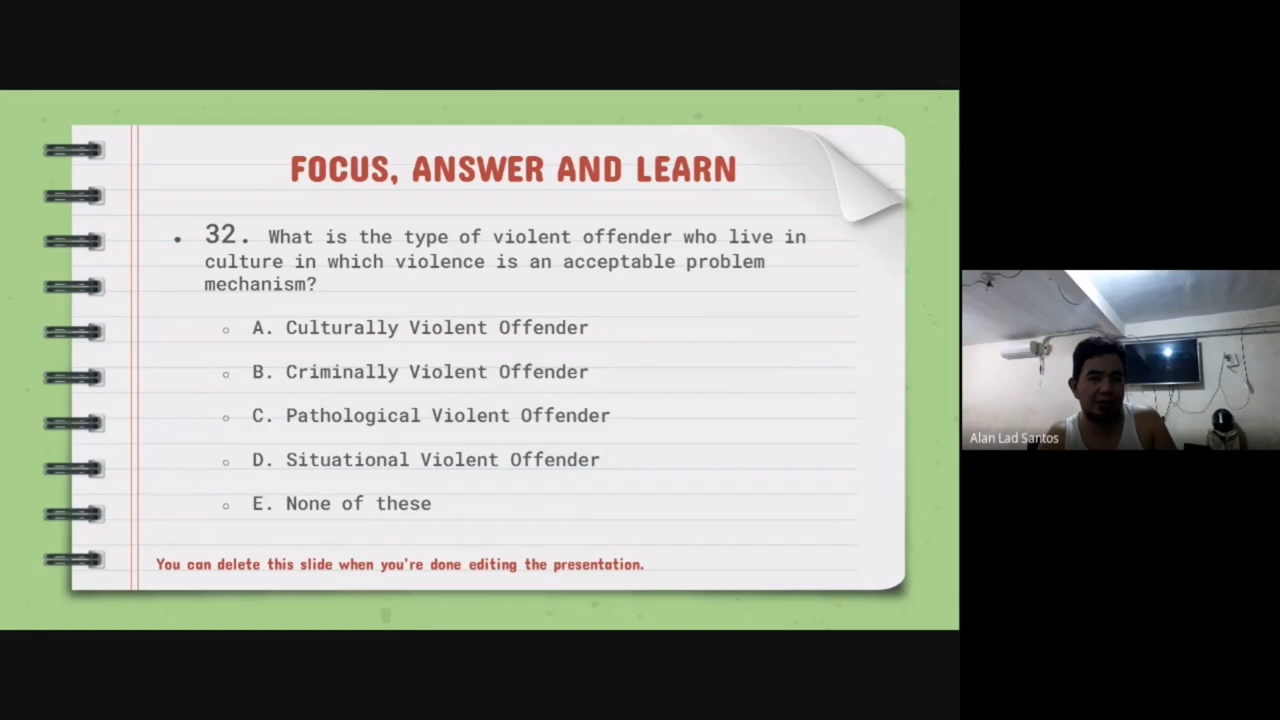 FOCUS, ANSWER AND LEARN
• 32. What is the type of violent offender who live in
culture in which violence is an acceptable problem
mechanism?
○ A. Culturally Violent Offender
○ B. Criminally Violent Offender
○ C. Pathological Violent Offender
○ D. Situational Violent Offender
○ E. None of these
You can delete this slide when you're done editing the presentation.
Alan Lad Santos